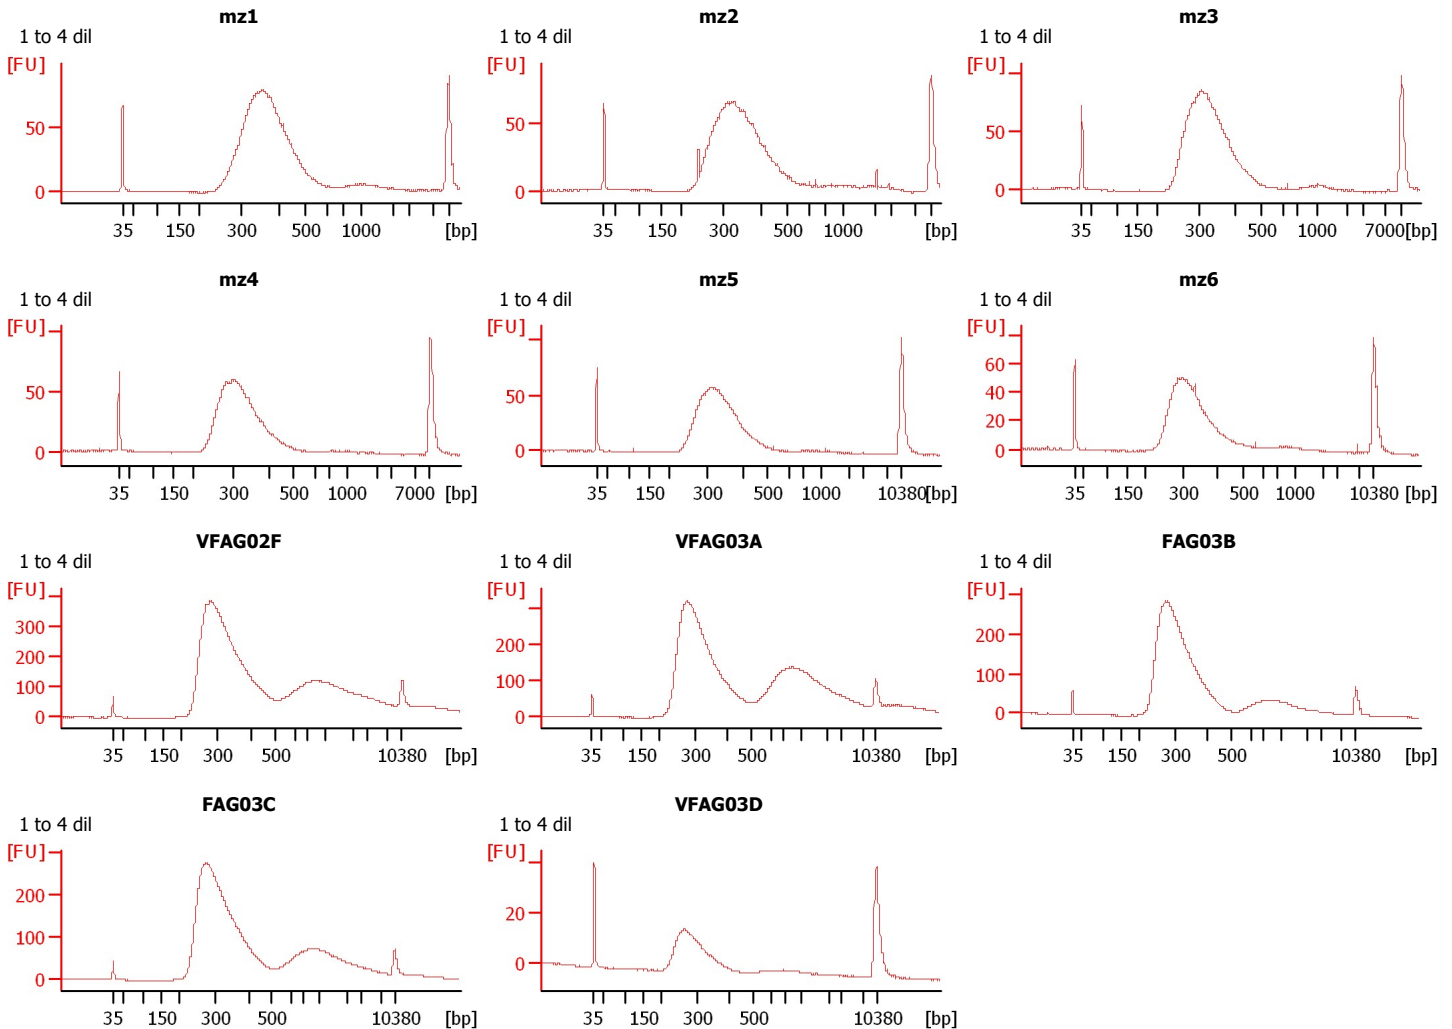 mz1
1 to 4 dil
[FU]
50
0
35 150 300 500 1000 [bp]
mz2
1 to 4 dil
[FU]
50
0
35 150 300 500 1000 [bp]
mz3
1 to 4 dil
[FU]
50
0
35 150 300 500 1000 7000[bp]
mz4
1 to 4 dil
[FU]
50
0
35 150 300 500 1000 7000 [bp]
mz5
1 to 4 dil
[FU]
50
0
35 150 300 500 1000 10380[bp]
mz6
1 to 4 dil
[FU]
60
40
20
0
35 150 300 500 1000 10380 [bp]
VFAG02F
1 to 4 dil
[FU]
300
200
100
0
35 150 300 500 10380 [bp]
VFAG03A
1 to 4 dil
[FU]
200
100
0
35 150 300 500 10380 [bp]
FAG03B
1 to 4 dil
[FU]
200
100
0
35 150 300 500 10380 [bp]
FAG03C
1 to 4 dil
[FU]
200
100
0
35 150 300 500 10380 [bp]
VFAG03D
1 to 4 dil
[FU]
20
0
35 150 300 500 10380 [bp]